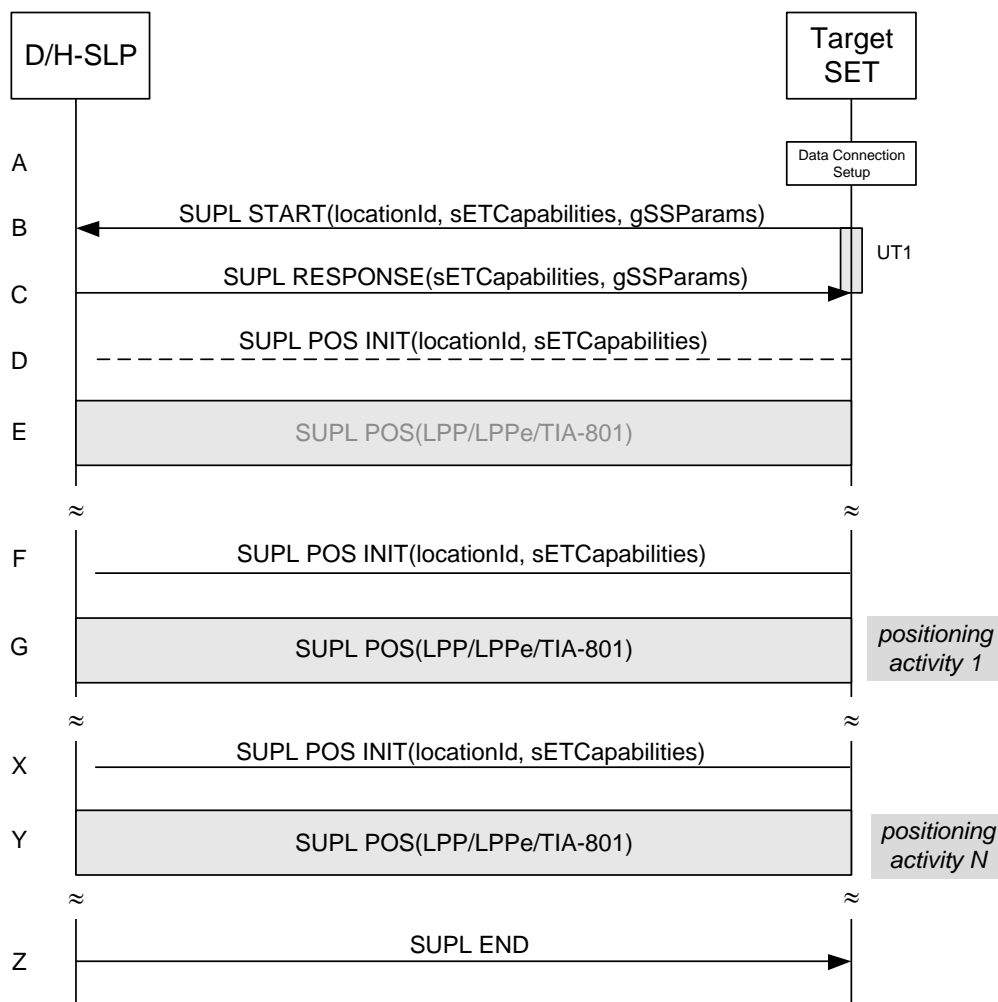 D/H-SLP
Target
SET
A
Data Connection
Setup
B
SUPL START(locationId, sETCapabilities, gSSParams)
UT1
C
SUPL RESPONSE(sETCapabilities, gSSParams)
D
SUPL POS INIT(locationId, sETCapabilities)
E
SUPL POS(LPP/LPPe/TIA-801)
≈ ≈
F
SUPL POS INIT(locationId, sETCapabilities)
G
SUPL POS(LPP/LPPe/TIA-801)
positioning
activity 1
≈ ≈
X
SUPL POS INIT(locationId, sETCapabilities)
Y
SUPL POS(LPP/LPPe/TIA-801)
positioning
activity N
≈ ≈
Z
SUPL END